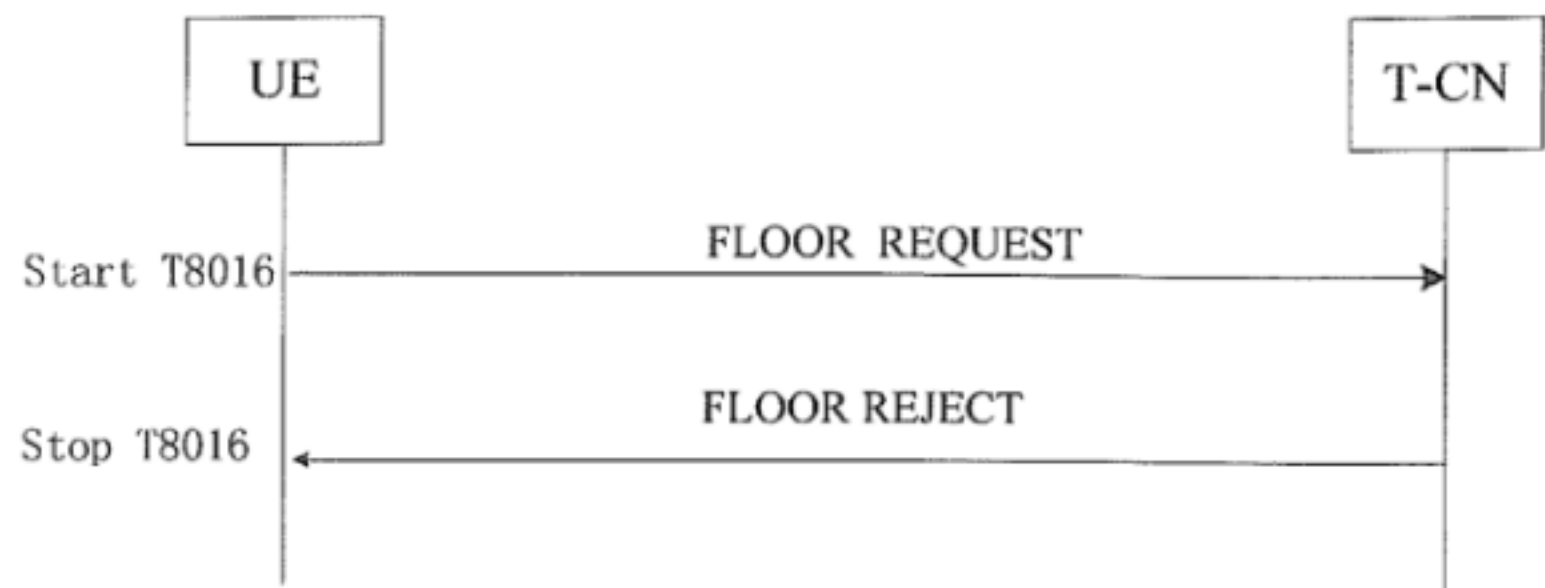 UE
T-CN
FLOOR REQUEST
Start T8016
FLOOR REJECT
Stop T8016